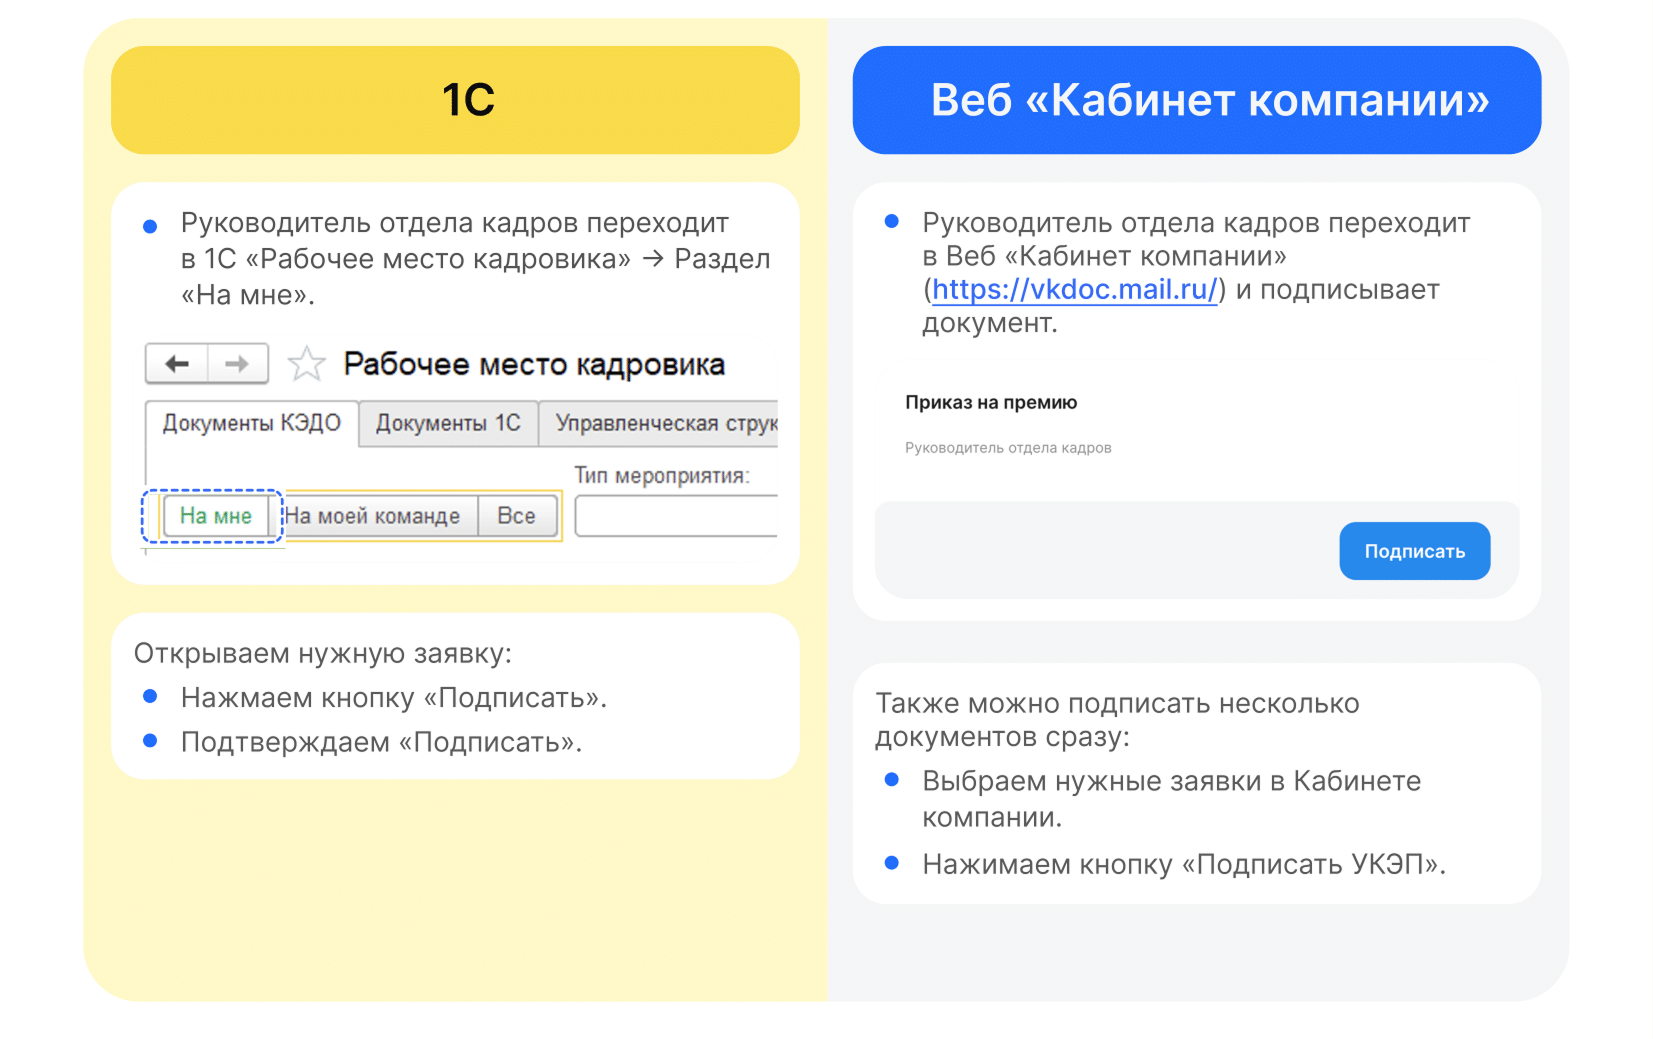 1С
Руководитель отдела кадров переходит
в 1С «Рабочее место кадровика» → Раздел
«На мне».
Рабочее место кадровика
Документы КЭДО Документы 1С Управленческая струк
Тип мероприятия:
На мне На моей команде Все
Открываем нужную заявку:
Нажмаем кнопку «Подписать».
Подтверждаем «Подписать».
Веб «Кабинет компании»
Руководитель отдела кадров переходит
в Веб «Кабинет компании»
(https://vkdoc.mail.ru/) и подписывает
документ.
Приказ на премию
Руководитель отдела кадров
Подписать
Также можно подписать несколько
документов сразу:
Выбраем нужные заявки в Кабинете
компании.
Нажимаем кнопку «Подписать УКЭП».